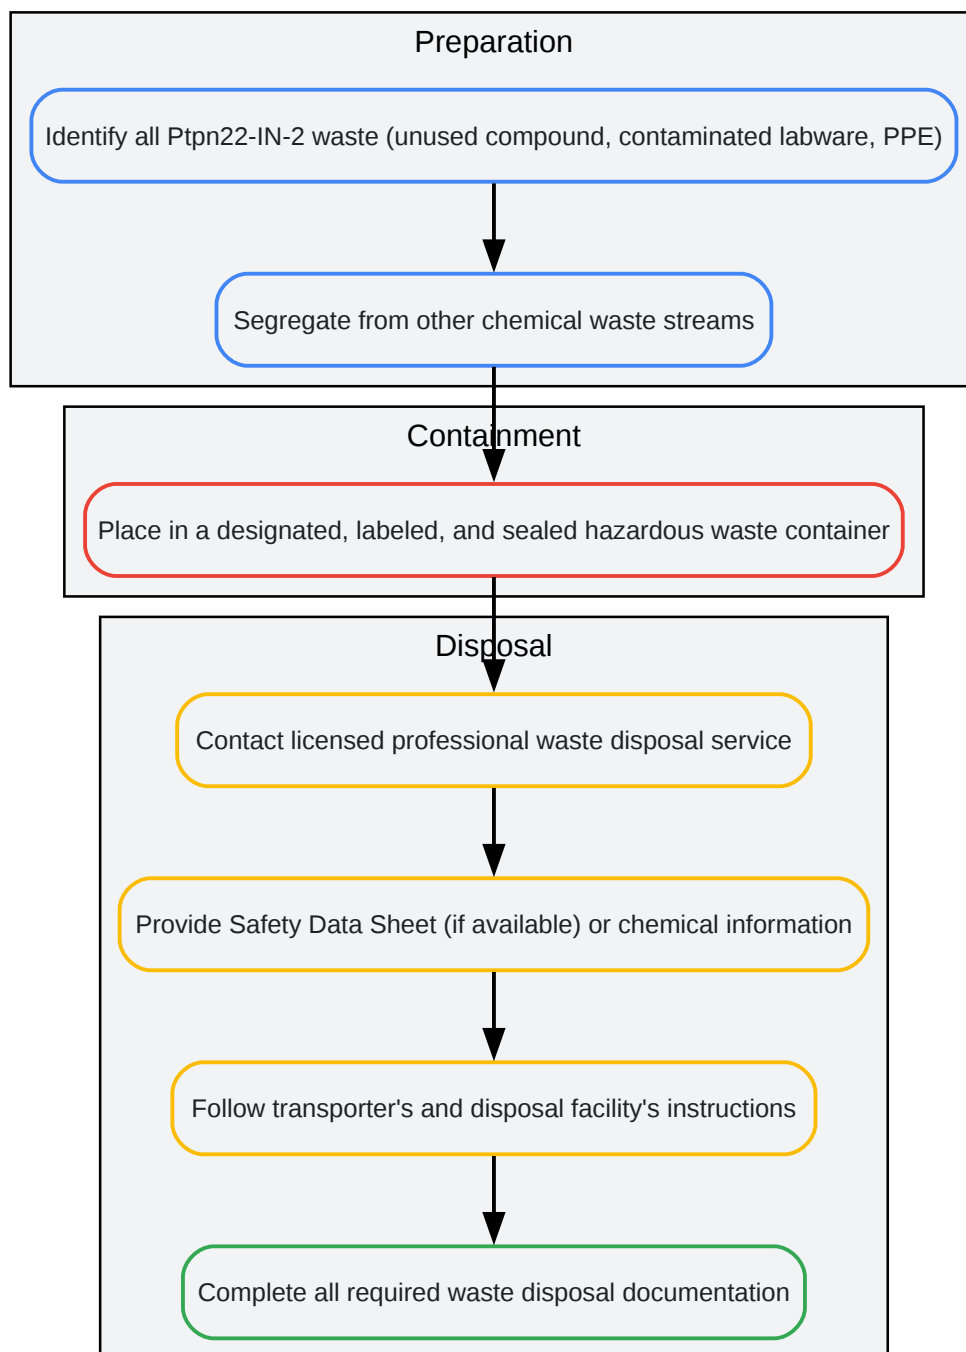 Preparation
Identify all Ptpn22-IN-2 waste (unused compound, contaminated labware, PPE)
Segregate from other chemical waste streams
Containment
Place in a designated, labeled, and sealed hazardous waste container
Disposal
Contact licensed professional waste disposal service
Provide Safety Data Sheet (if available) or chemical information
Follow transporter's and disposal facility's instructions
Complete all required waste disposal documentation